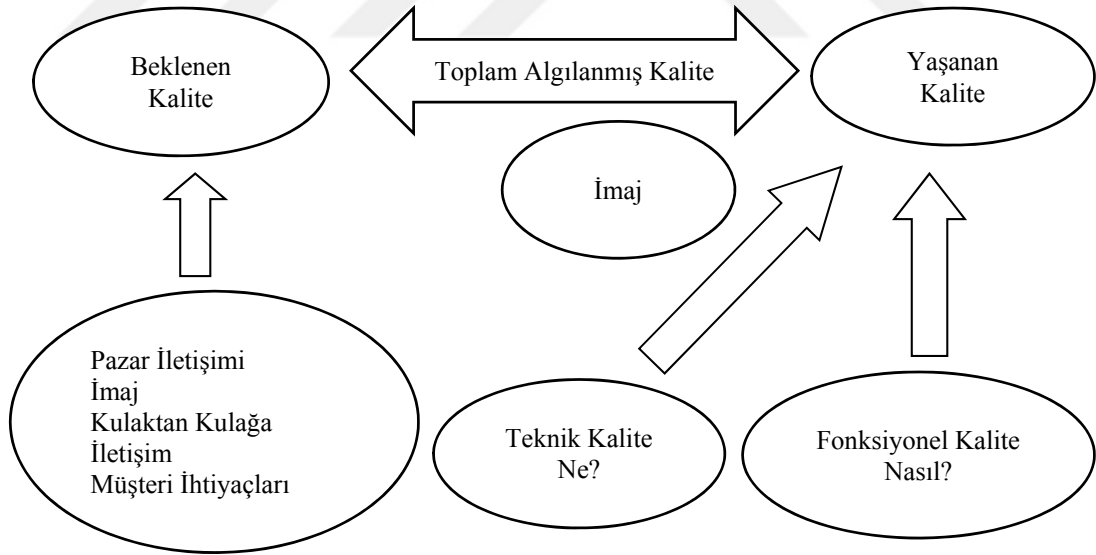 Beklenen
Kalite
Toplam Algılanmış Kalite
Yaşanan
Kalite
İmaj
Pazar İletişimi
İmaj
Kulaktan Kulağa
İletişim
Müşteri İhtiyaçları
Teknik Kalite
Ne?
Fonksiyonel Kalite
Nasıl?